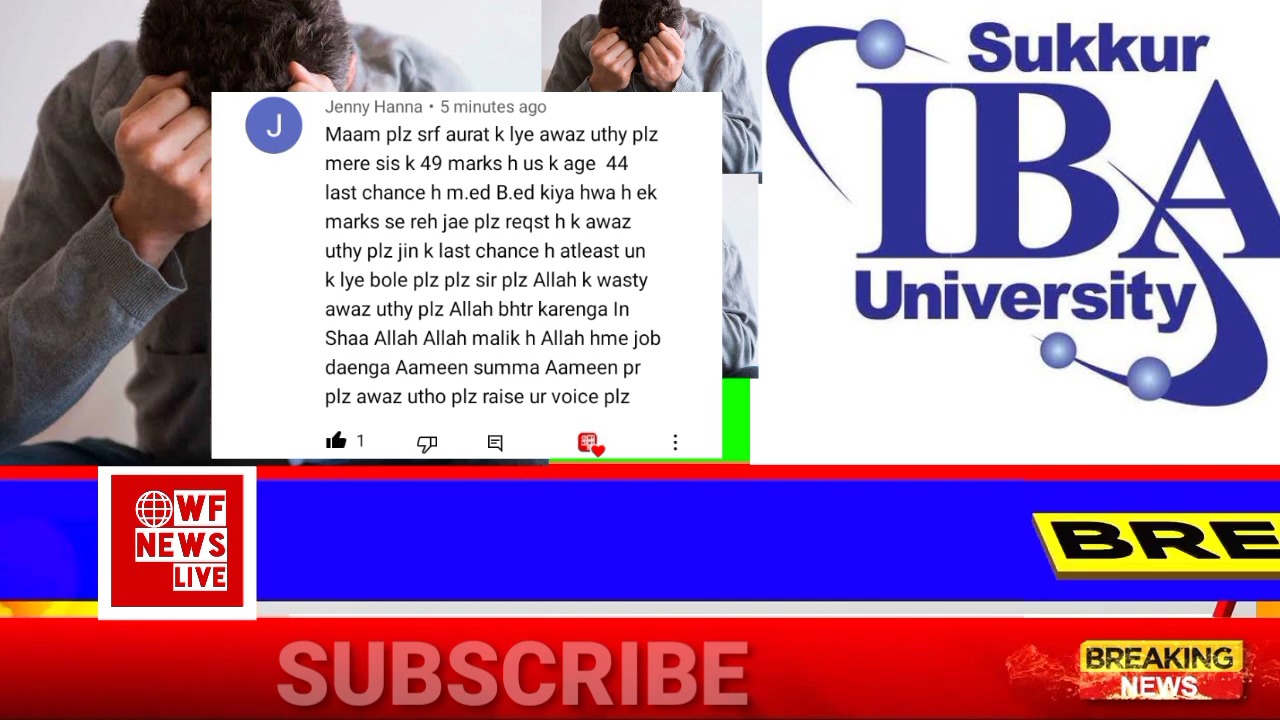 Jenny Hanna • 5 minutes ago
J
Maam plz srf aurat k lye awaz uthy plz
mere sis k 49 marks h us k age 44
last chance h m.ed B.ed kiya hwa h ek
marks se reh jae plz reqst h k awaz
uthy plz jin k last chance h atleast un
k lye bole plz plz sir plz Allah k wasty
awaz uthy plz Allah bhtr karenga In
Shaa Allah Allah malik h Allah hme job
daenga Aameen summa Aameen pr
plz awaz utho plz raise ur voice plz
1
Sukkur
IBA
University
WF
NEWS
LIVE
BRE
SUBSCRIBE
BREAKING
NEWS